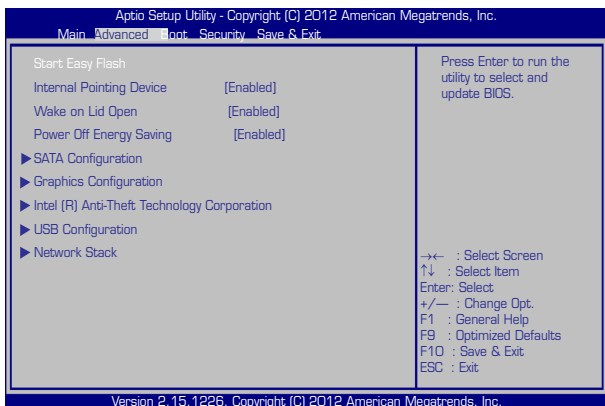 Aptio Setup Utility - Copyright (C) 2012 American Megatrends, Inc.
Main Advanced Boot Security Save & Exit
Start Easy Flash
Internal Pointing Device [Enabled]
Wake on Lid Open [Enabled]
Power Off Energy Saving [Enabled]
▶ SATA Configuration
▶ Graphics Configuration
▶ Intel (R) Anti-Theft Technology Corporation
▶ USB Configuration
▶ Network Stack
Press Enter to run the
utility to select and
update BIOS.
→← : Select Screen
↑↓ : Select Item
Enter: Select
+/— : Change Opt.
F1 : General Help
F9 : Optimized Defaults
F10 : Save & Exit
ESC : Exit
Version 2.15.1226. Copyright (C) 2012 American Megatrends, Inc.